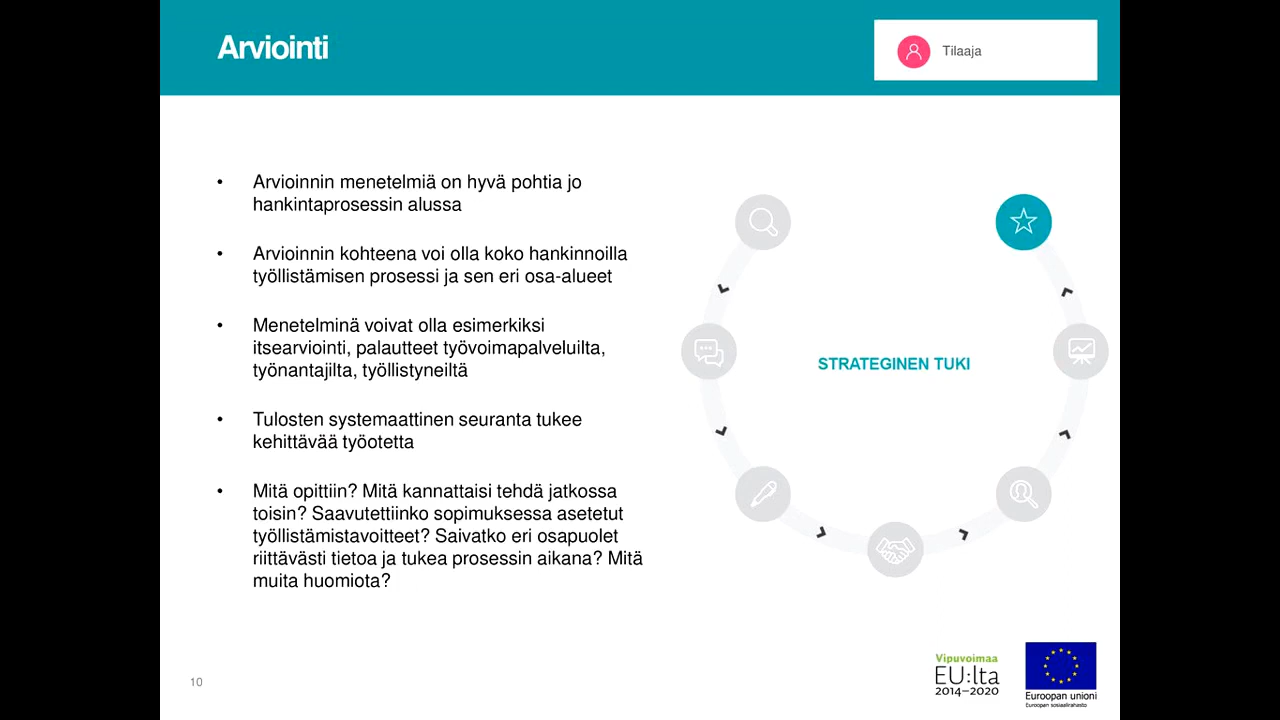 Arviointi
Tilaaja
• Arvioinnin menetelmiä on hyvä pohtia jo
hankintaprosessin alussa
• Arvioinnin kohteena voi olla koko hankinnoilla
työllistämisen prosessi ja sen eri osa-alueet
• Menetelminä voivat olla esimerkiksi
itsearviointi, palautteet työvoimapalveluilta,
työnantajilta, työllistyneiltä
• Tulosten systemaattinen seuranta tukee
kehittävää työotetta
• Mitä opittiin? Mitä kannattaisi tehdä jatkossa
toisin? Saavutettiinko sopimuksessa asetetut
työllistämistavoitteet? Saivatko eri osapuolet
riittävästi tietoa ja tukea prosessin aikana? Mitä
muita huomiota?
STRATEGINEN TUKI
10
Vipuvoimaa
EU:lta
2014–2020
Euroopan unioni
Euroopan sosiaalirahasto